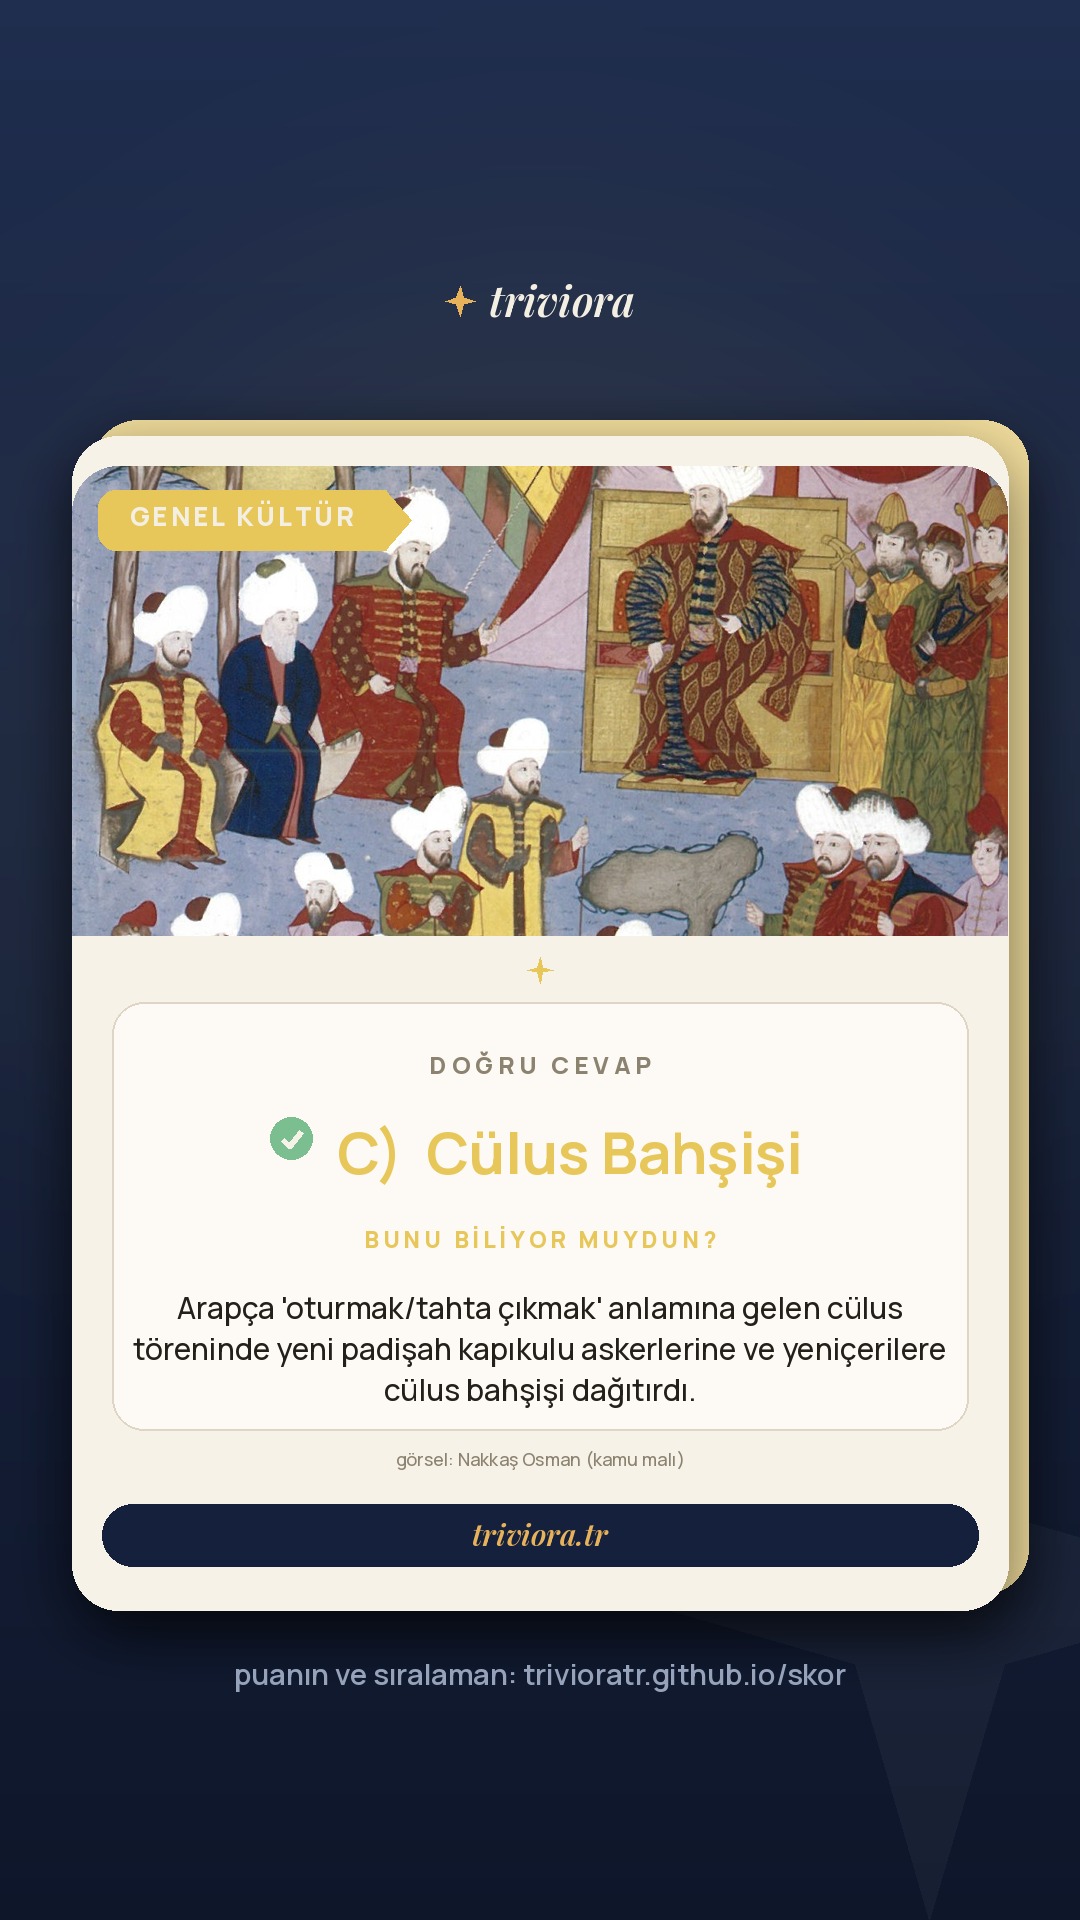 triviora
GENEL KÜLTÜR
DOĞRU CEVAP
C) Cülus Bahşişi
BUNU BİLİYOR MUYDUN?
Arapça 'oturmak/tahta çıkmak' anlamına gelen cülus
töreninde yeni padişah kapıkulu askerlerine ve yeniçerilere
cülus bahşişi dağıtırdı.
görsel: Nakkaş Osman (kamu malı)
triviora.tr
puanın ve sıralaman: trivioratr.github.io/skor